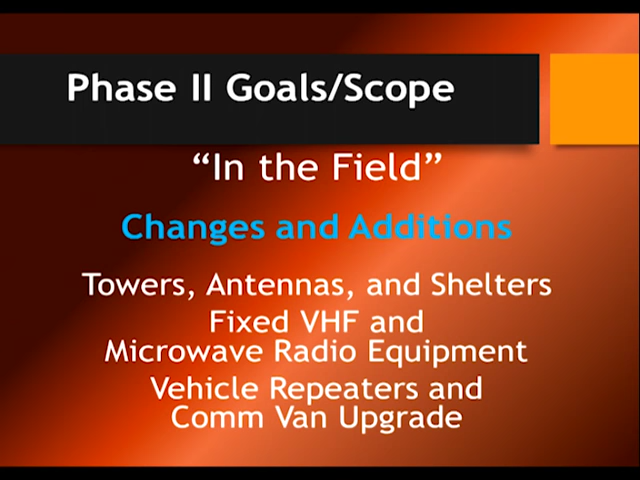 Phase II Goals/Scope
“In the Field”
Changes and Additions
Towers, Antennas, and Shelters
Fixed VHF and
Microwave Radio Equipment
Vehicle Repeaters and
Comm Van Upgrade